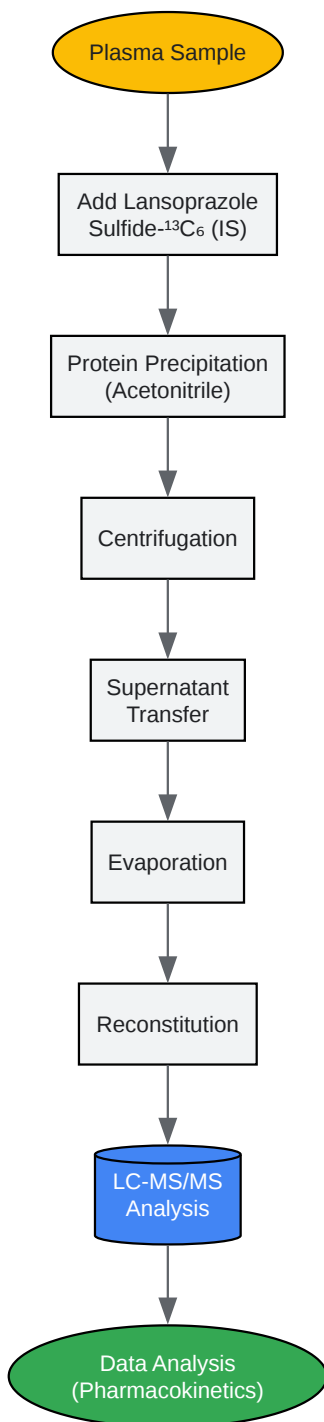 Plasma Sample
Add Lansoprazole
Sulfide-¹³C₆ (IS)
Protein Precipitation
(Acetonitrile)
Centrifugation
Supernatant
Transfer
Evaporation
Reconstitution
LC-MS/MS
Analysis
Data Analysis
(Pharmacokinetics)